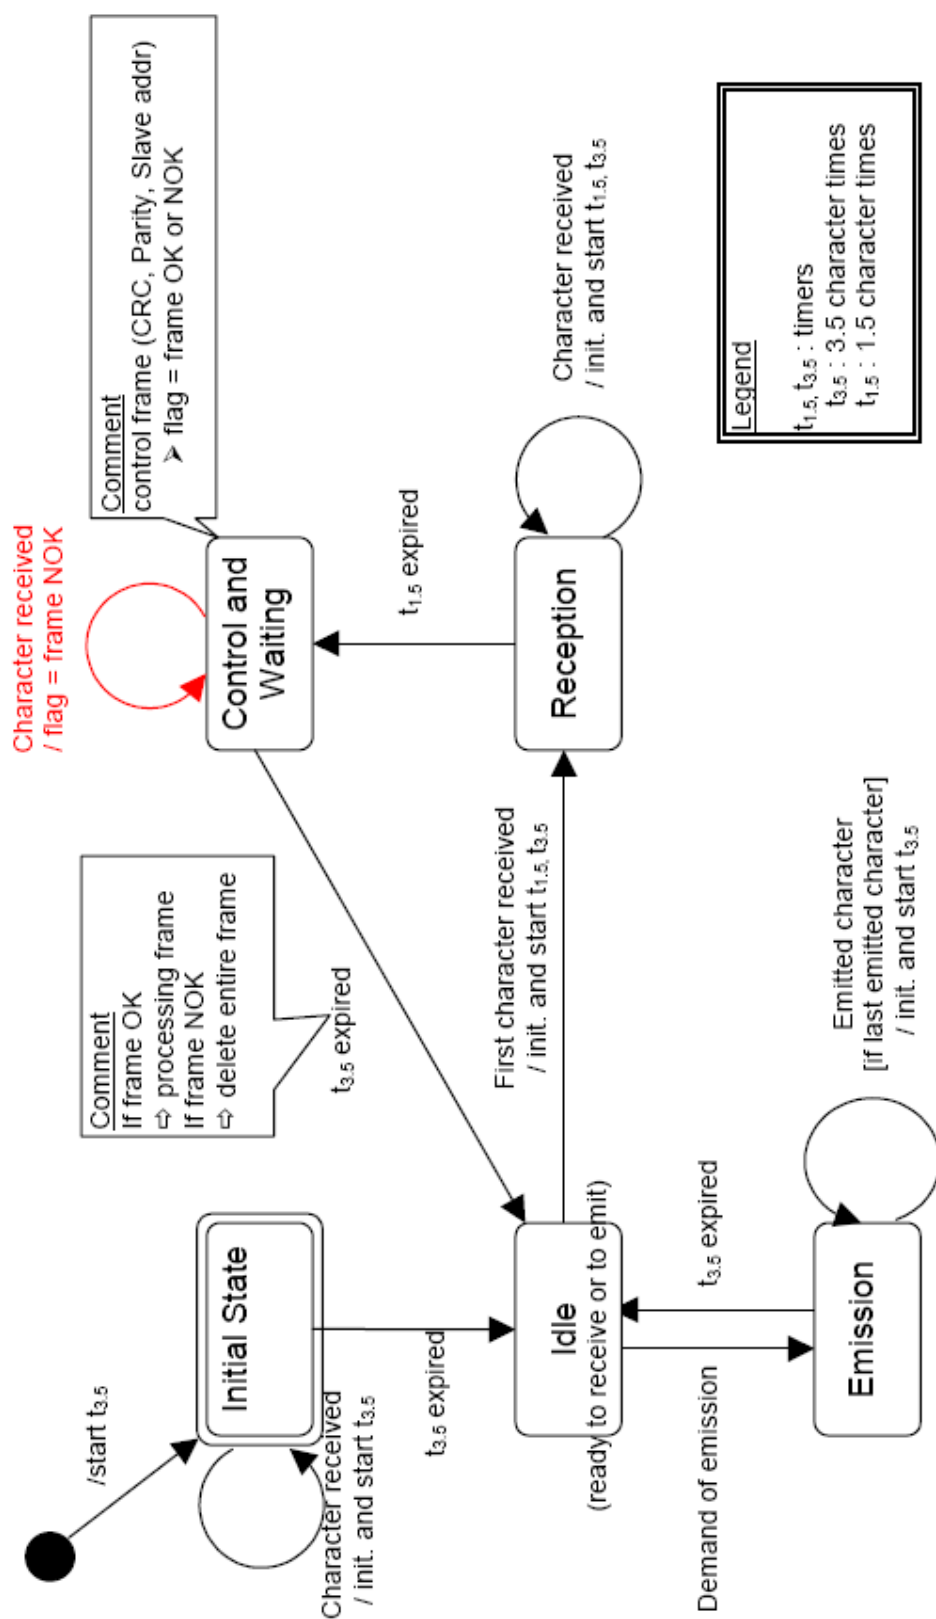 /start t3.5
Initial State
Character received
/ init. and start t3.5
t3.5 expired
Comment
If frame OK
⇨ processing frame
If frame NOK
⇨ delete entire frame
t3.5 expired
Character received
/ flag = frame NOK
Control and
Waiting
Comment
control frame (CRC, Parity, Slave addr)
➤ flag = frame OK or NOK
t1.5 expired
Idle
(ready to receive or to emit)
First character received
/ init. and start t1.5, t3.5
Reception
Character received
/ init. and start t1.5, t3.5
Demand of emission
t3.5 expired
Emission
Emitted character
[if last emitted character]
/ init. and start t3.5
Legend
t1.5, t3.5 : timers
t3.5 : 3.5 character times
t1.5 : 1.5 character times